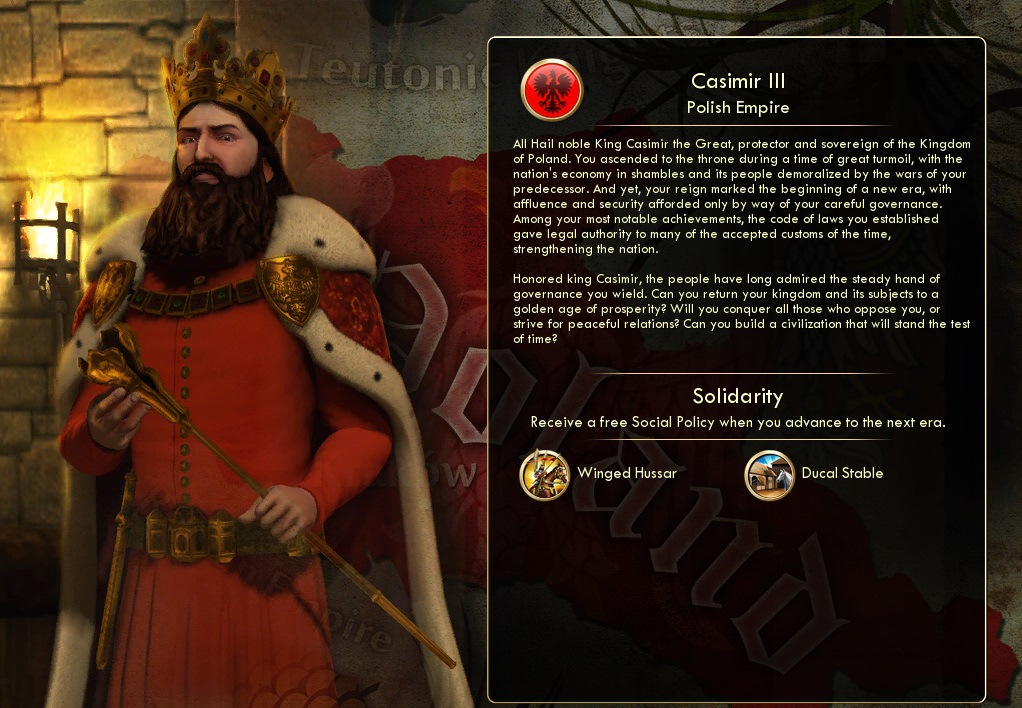 Teutonic
Casimir III
Polish Empire
All Hail noble King Casimir the Great, protector and sovereign of the Kingdom
of Poland. You ascended to the throne during a time of great turmoil, with the
nation's economy in shambles and its people demoralized by the wars of your
predecessor. And yet, your reign marked the beginning of a new era, with
affluence and security afforded only by way of your careful governance.
Among your most notable achievements, the code of laws you established
gave legal authority to many of the accepted customs of the time,
strengthening the nation.
Honored king Casimir, the people have long admired the steady hand of
governance you wield. Can you return your kingdom and its subjects to a
golden age of prosperity? Will you conquer all those who oppose you, or
strive for peaceful relations? Can you build a civilization that will stand the test
of time?
Solidarity
Receive a free Social Policy when you advance to the next era.
Winged Hussar
Ducal Stable
Poland